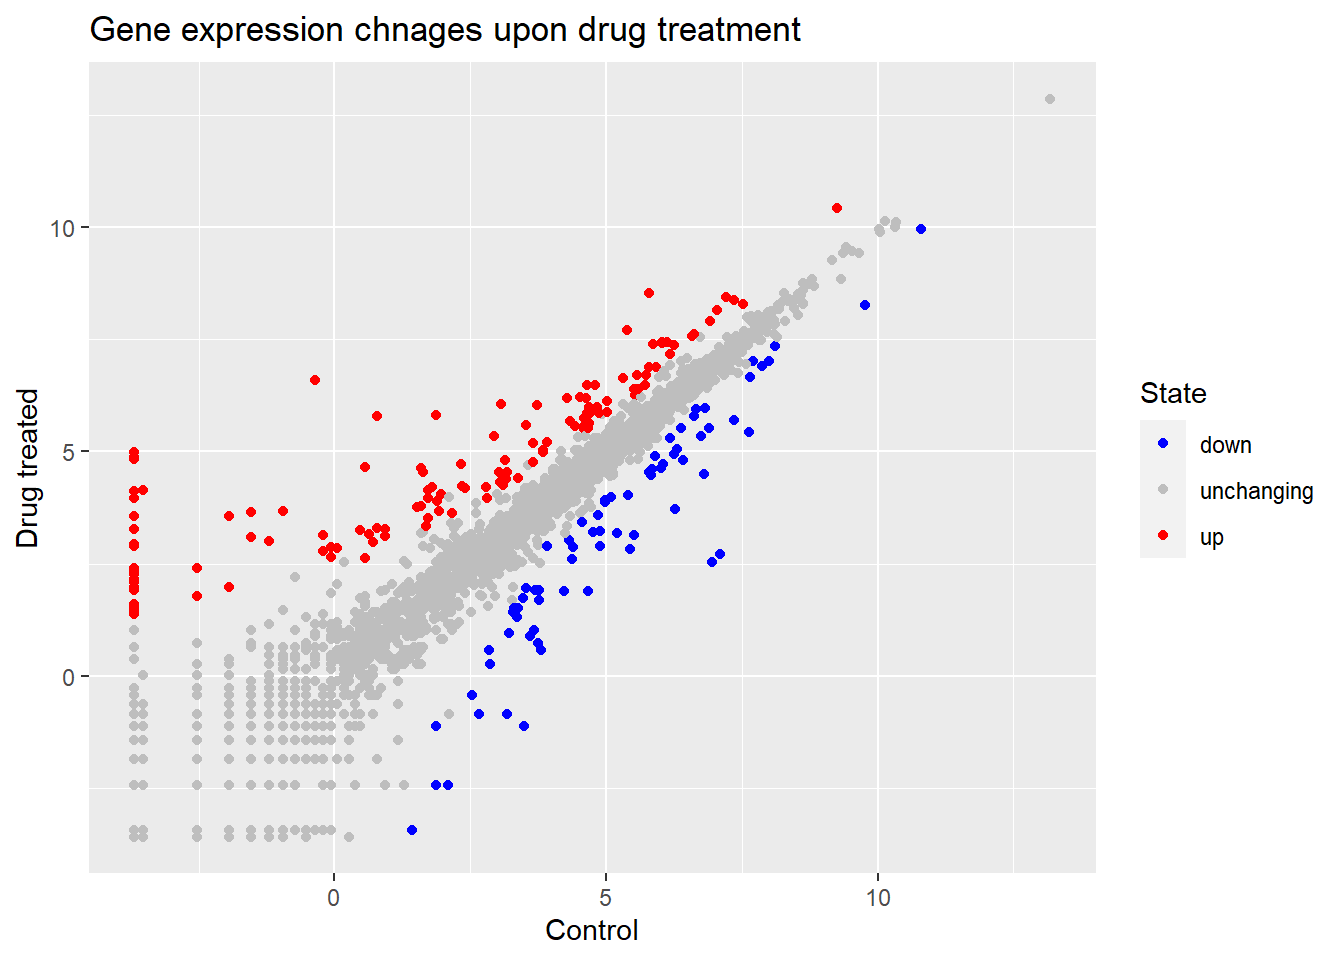 Gene expression chnages upon drug treatment
10
5
0
Drug treated
0 5 10
Control
State
down
unchanging
up